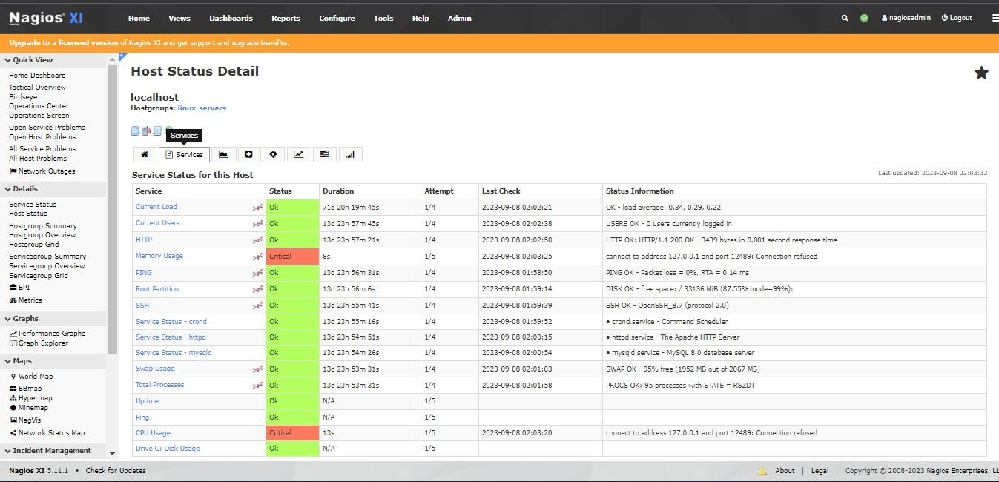 Nagios® XI Home Views Dashboards Reports Configure Tools Help Admin nagiosadmin Logout
Upgrade to a licensed version of Nagios XI and get support and upgrade benefits.
Quick View
Home Dashboard
Tactical Overview
Birdseye
Operations Center
Operations Screen
Open Service Problems
Open Host Problems
All Service Problems
All Host Problems
Network Outages
Details
Service Status
Host Status
Hostgroup Summary
Hostgroup Overview
Hostgroup Grid
Servicegroup Summary
Servicegroup Overview
Servicegroup Grid
BPI
Metrics
Graphs
Performance Graphs
Graph Explorer
Maps
World Map
BBmap
Hypermap
Minemap
NagVis
Network Status Map
Incident Management
Host Status Detail
localhost
Hostgroups: linux-servers
Services
Services
Service Status for this Host Last updated: 2023-09-08 02:03:33
Service Status Duration Attempt Last Check Status Information
Current Load Ok 71d 20h 19m 45s 1/4 2023-09-08 02:02:21 OK - load average: 0.34, 0.29, 0.22
Current Users Ok 13d 23h 57m 45s 1/4 2023-09-08 02:02:38 USERS OK - 0 users currently logged in
HTTP Ok 13d 23h 57m 21s 1/4 2023-09-08 02:02:50 HTTP OK: HTTP/1.1 200 OK - 3439 bytes in 0.001 second response time
Memory Usage Critical 8s 1/5 2023-09-08 02:03:25 connect to address 127.0.0.1 and port 12489: Connection refused
PING Ok 13d 23h 56m 31s 1/4 2023-09-08 01:58:50 PING OK - Packet loss = 0%, RTA = 0.14 ms
Root Partition Ok 13d 23h 56m 6s 1/4 2023-09-08 01:59:14 DISK OK - free space: / 33136 MiB (87.55% inode=99%):
SSH Ok 13d 23h 55m 41s 1/4 2023-09-08 01:59:39 SSH OK - OpenSSH_8.7 (protocol 2.0)
Service Status - crond Ok 13d 23h 55m 16s 1/4 2023-09-08 01:59:52 • crond.service - Command Scheduler
Service Status - httpd Ok 13d 23h 54m 51s 1/4 2023-09-08 02:00:15 • httpd.service - The Apache HTTP Server
Service Status - mysqld Ok 13d 23h 54m 26s 1/4 2023-09-08 02:00:54 • mysqld.service - MySQL 8.0 database server
Swap Usage Ok 13d 23h 53m 31s 1/4 2023-09-08 02:01:03 SWAP OK - 95% free (1952 MB out of 2067 MB)
Total Processes Ok 13d 23h 53m 31s 1/4 2023-09-08 02:01:58 PROCS OK: 95 processes with STATE = RSZDT
Uptime Ok N/A 1/5
Ping Ok N/A 1/5
CPU Usage Critical 13s 1/5 2023-09-08 02:03:20 connect to address 127.0.0.1 and port 12489: Connection refused
Drive C: Disk Usage Ok N/A 1/5
Nagios XI 5.11.1 • Check for Updates About | Legal | Copyright © 2008-2023 Nagios Enterprises, LL